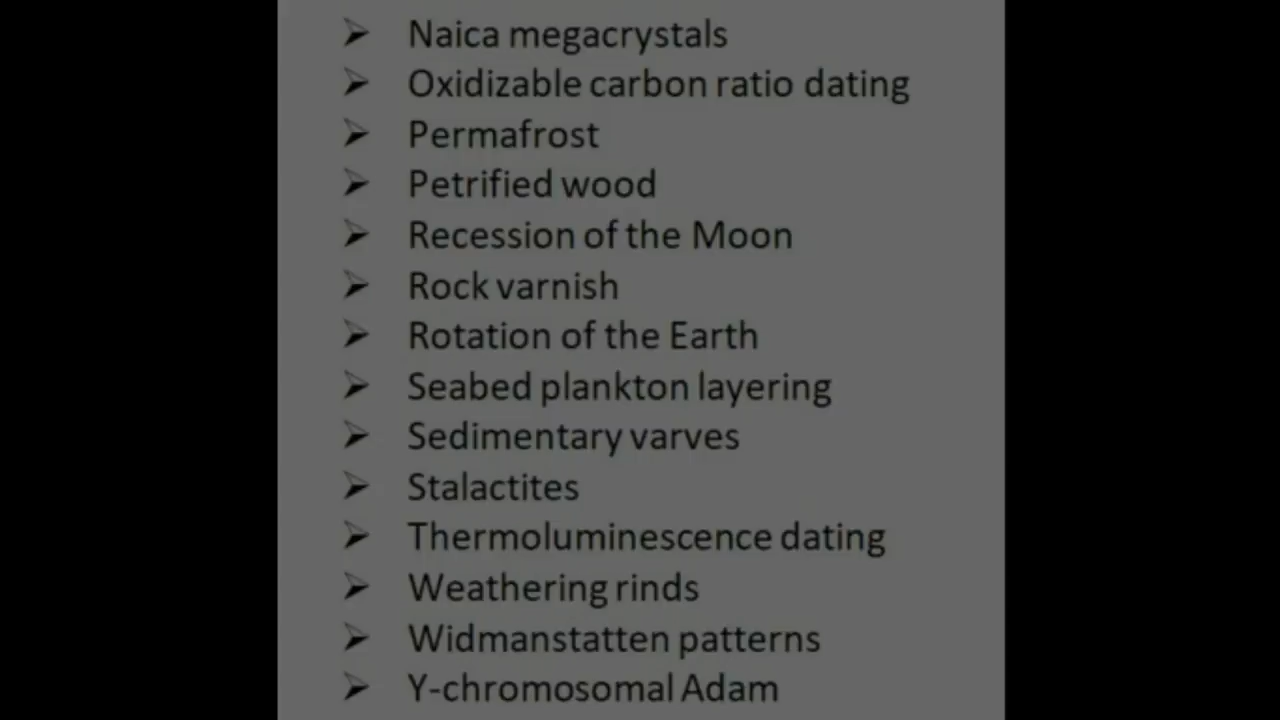 Naica megacrystals
Oxidizable carbon ratio dating
Permafrost
Petrified wood
Recession of the Moon
Rock varnish
Rotation of the Earth
Seabed plankton layering
Sedimentary varves
Stalactites
Thermoluminescence dating
Weathering rinds
Widmanstatten patterns
Y-chromosomal Adam